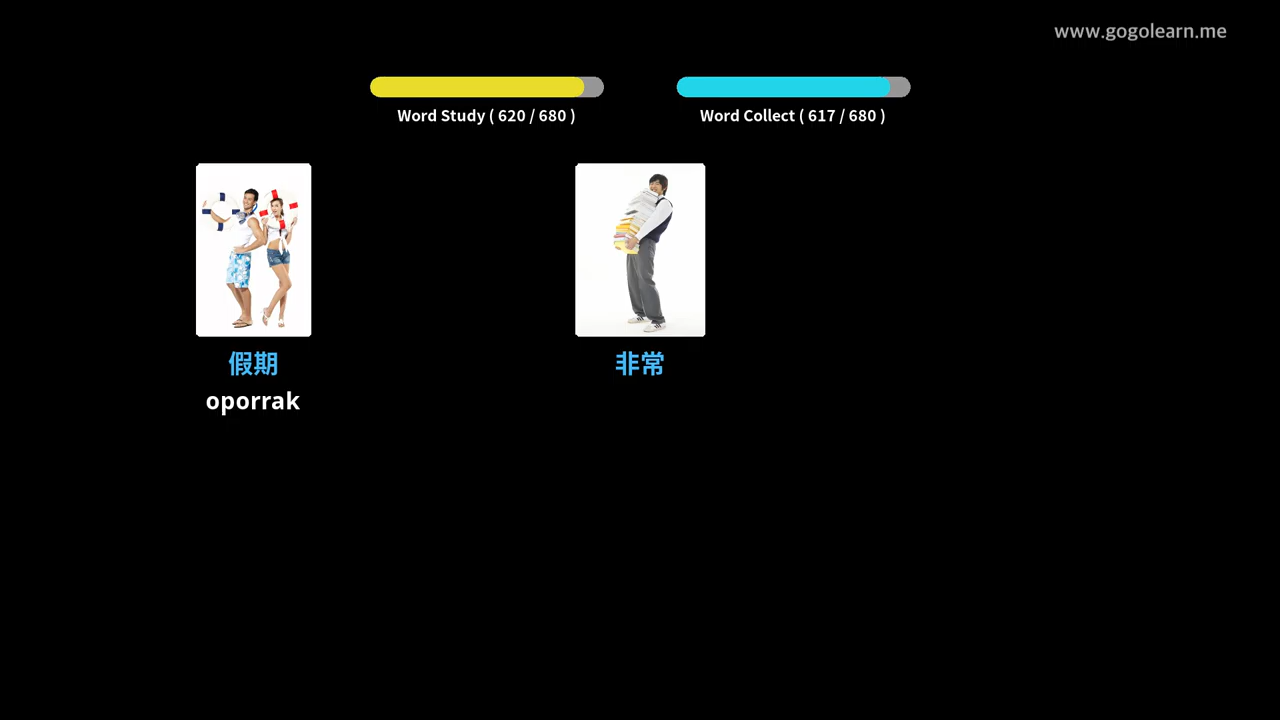 www.gogolearn.me
Word Study ( 620 / 680 )
Word Collect ( 617 / 680 )
假期
非常
oporrak